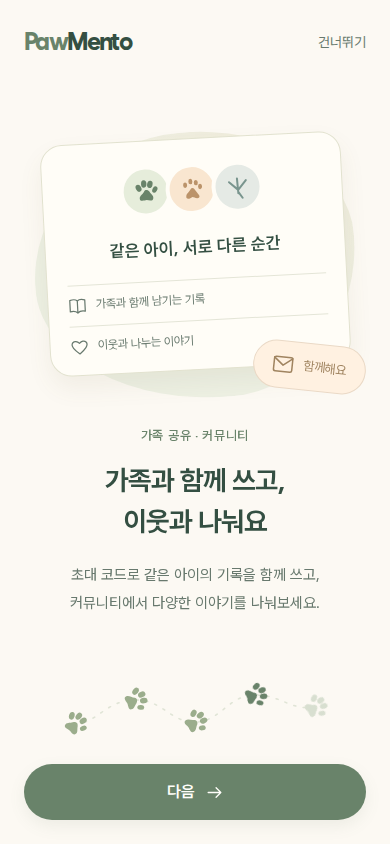 PawMento
건너뛰기
같은 아이, 서로 다른 순간
가족과 함께 남기는 기록
이웃과 나누는 이야기
함께해요
가족 공유 · 커뮤니티
가족과 함께 쓰고,
이웃과 나눠요
초대 코드로 같은 아이의 기록을 함께 쓰고,
커뮤니티에서 다양한 이야기를 나눠보세요.
다음 →